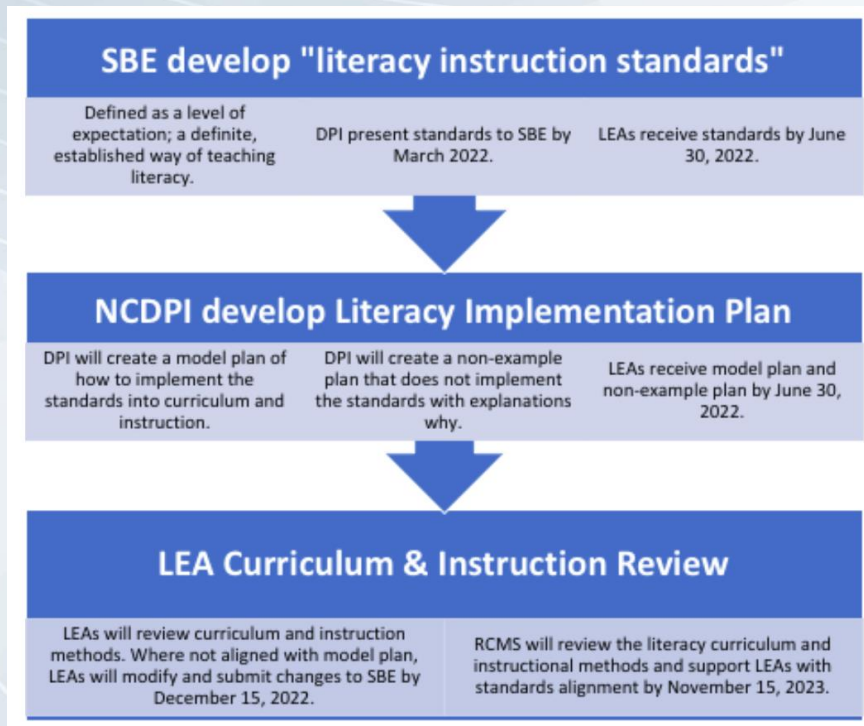 SBE develop "literacy instruction standards"
Defined as a level of
expectation; a definite,
established way of teaching
literacy.
DPI present standards to SBE by
March 2022.
LEAs receive standards by June
30, 2022.
NCDPI develop Literacy Implementation Plan
DPI will create a model plan of
how to implement the
standards into curriculum and
instruction.
DPI will create a non-example
plan that does not implement
the standards with explanations
why.
LEAs receive model plan and
non-example plan by June 30,
2022.
LEA Curriculum & Instruction Review
LEAs will review curriculum and instruction
methods. Where not aligned with model plan,
LEAs will modify and submit changes to SBE by
December 15, 2022.
RCMS will review the literacy curriculum and
instructional methods and support LEAs with
standards alignment by November 15, 2023.